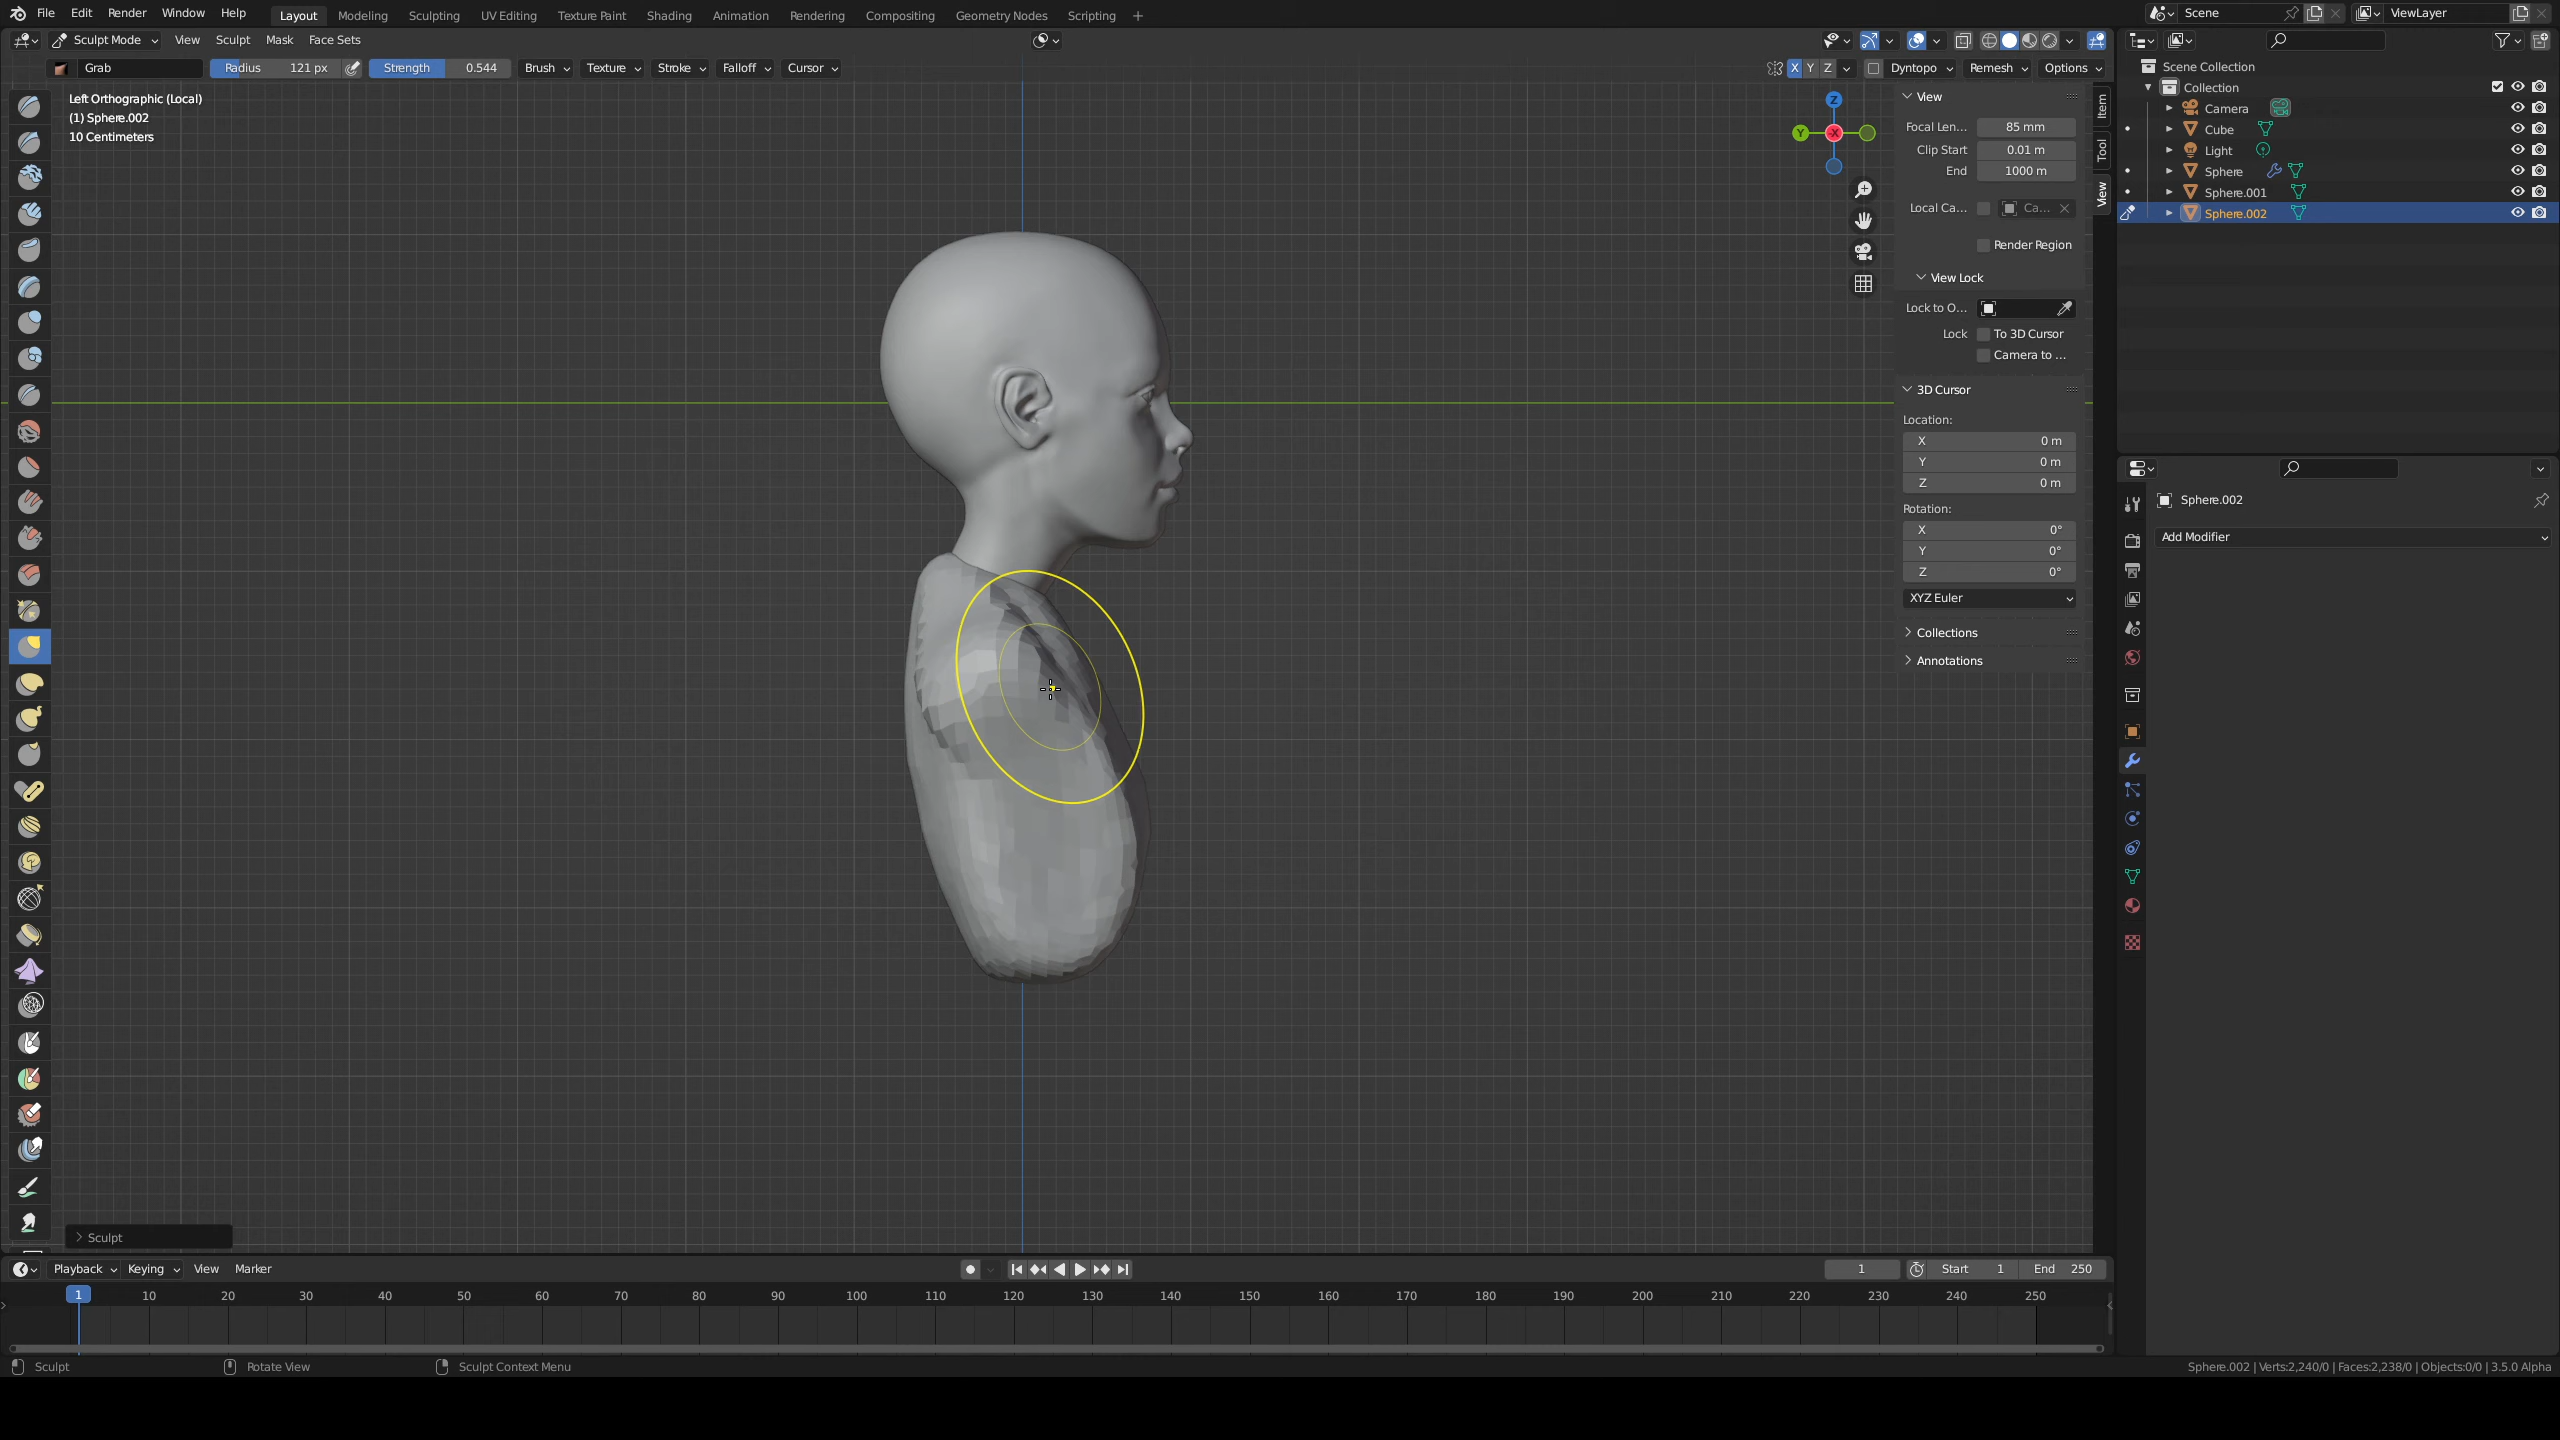 File Edit Render Window Help Layout Modeling Sculpting UV Editing Texture Paint Shading Animation Rendering Compositing Geometry Nodes Scripting + Scene ViewLayer
Sculpt Mode View Sculpt Mask Face Sets
Grab Radius 121 px Strength 0.544 Brush Texture Stroke Falloff Cursor X Y Z Dyntopo Remesh Options
Left Orthographic (Local)
(1) Sphere.002
10 Centimeters
Z
Y
X
View
Focal Len... 85 mm
Clip Start 0.01 m
End 1000 m
Local Ca... Ca...
Render Region
View Lock
Lock to O...
Lock To 3D Cursor
Camera to ...
3D Cursor
Location:
X 0 m
Y 0 m
Z 0 m
Rotation:
X 0°
Y 0°
Z 0°
XYZ Euler
Collections
Annotations
Item
Tool
View
Scene Collection
Collection
Camera
Cube
Light
Sphere
Sphere.001
Sphere.002
Sphere.002
Add Modifier
Sculpt
Playback Keying View Marker 1 Start 1 End 250
1 10 20 30 40 50 60 70 80 90 100 110 120 130 140 150 160 170 180 190 200 210 220 230 240 250
Sculpt Rotate View Sculpt Context Menu Sphere.002 | Verts:2,240/0 | Faces:2,238/0 | Objects:0/0 | 3.5.0 Alpha